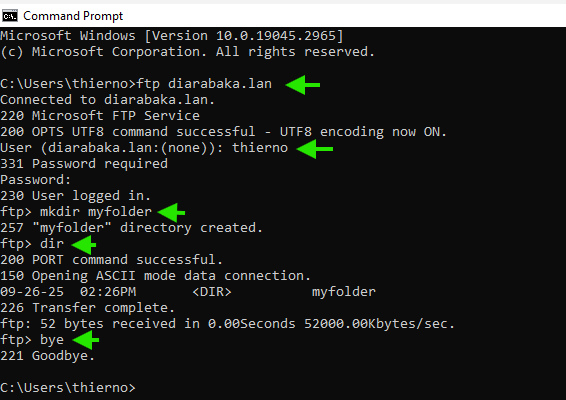 Command Prompt
Microsoft Windows [Version 10.0.19045.2965]
(c) Microsoft Corporation. All rights reserved.
C:\Users\thierno>ftp diarabaka.lan
Connected to diarabaka.lan.
220 Microsoft FTP Service
200 OPTS UTF8 command successful - UTF8 encoding now ON.
User (diarabaka.lan:(none)): thierno
331 Password required
Password:
230 User logged in.
ftp> mkdir myfolder
257 "myfolder" directory created.
ftp> dir
200 PORT command successful.
150 Opening ASCII mode data connection.
09-26-25  02:26PM       <DIR>          myfolder
226 Transfer complete.
ftp: 52 bytes received in 0.00Seconds 52000.00Kbytes/sec.
ftp> bye
221 Goodbye.
C:\Users\thierno>